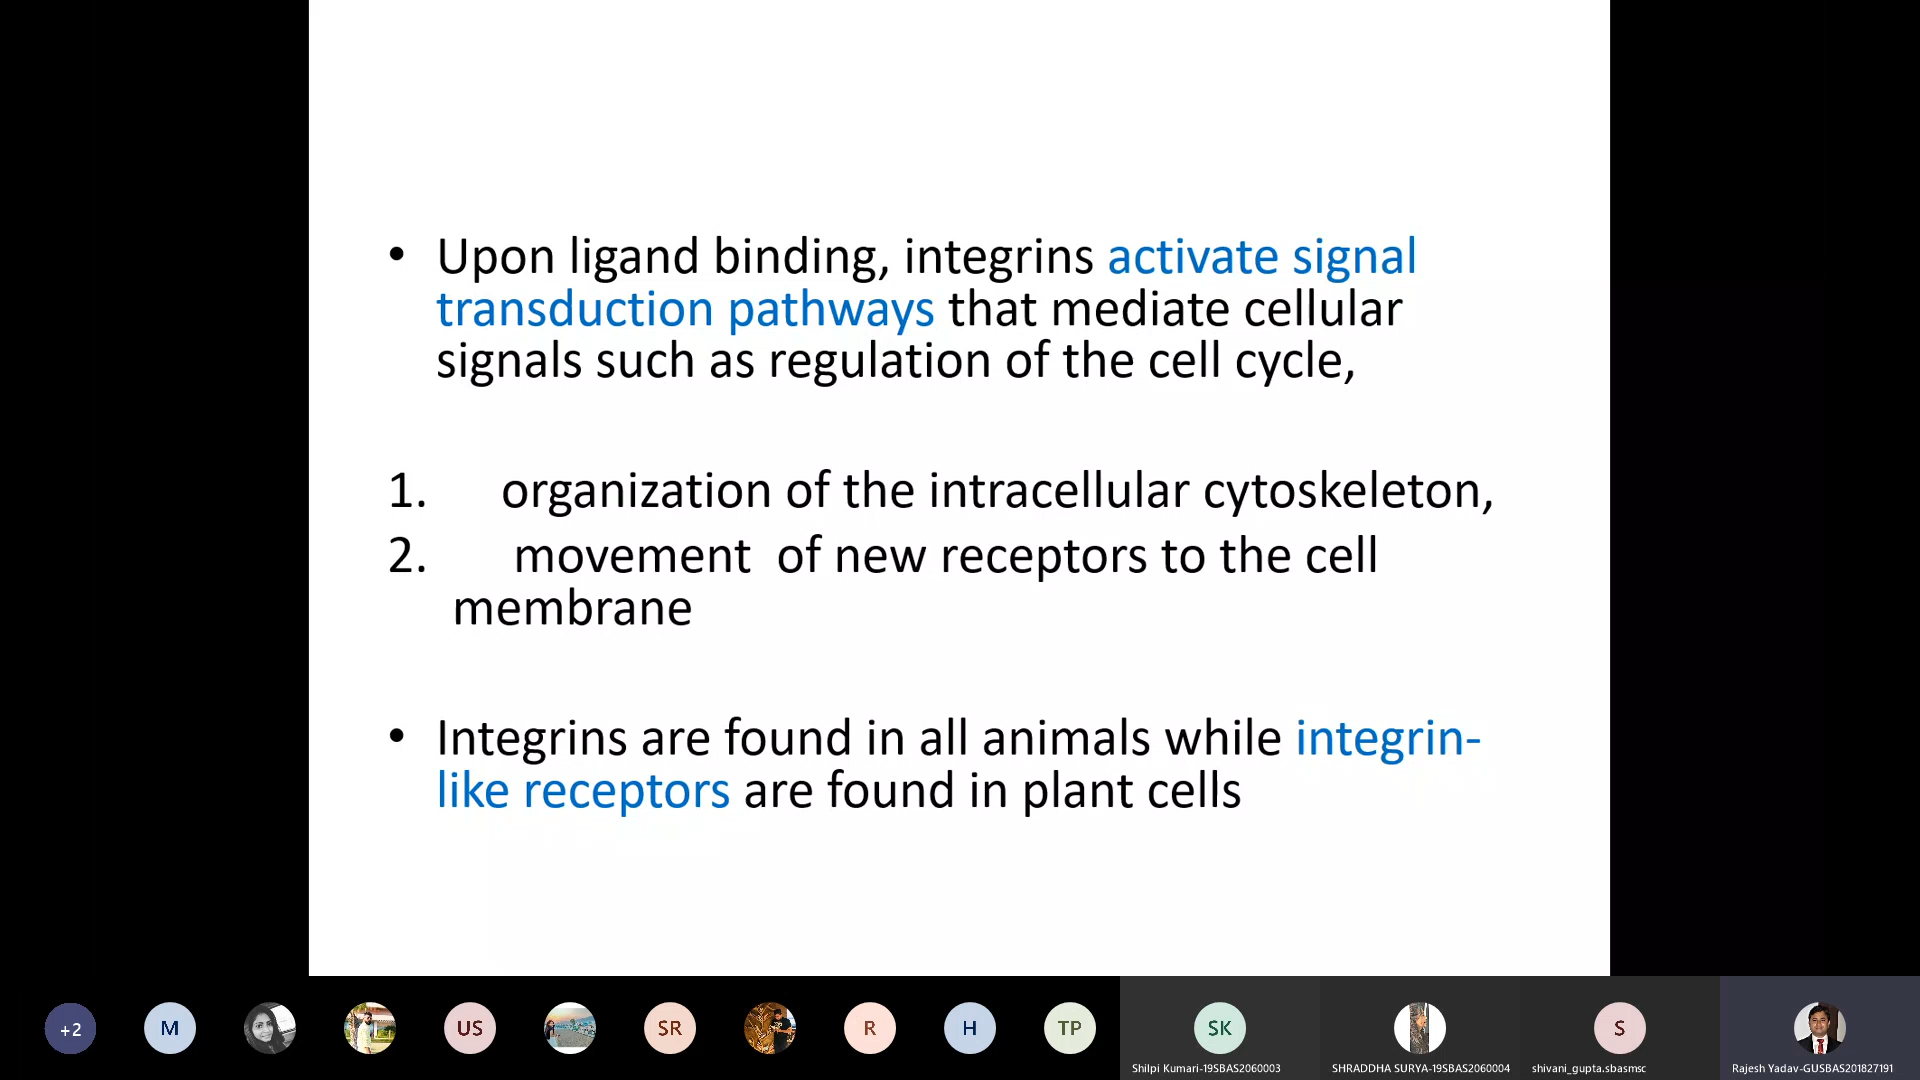 • Upon ligand binding, integrins activate signal
transduction pathways that mediate cellular
signals such as regulation of the cell cycle,
1. organization of the intracellular cytoskeleton,
2. movement of new receptors to the cell
membrane
• Integrins are found in all animals while integrin-
like receptors are found in plant cells
+2 M US SR R H TP SK S
Shilpi Kumari-19SBAS2060003 SHRADDHA SURYA-19SBAS2060004 shivani_gupta.sbasmsc Rajesh Yadav-GUSBAS201827191